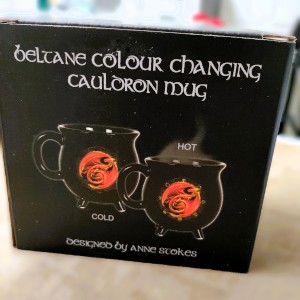 BELTANE COLOUR CHANGING
CAULDRON MUG
HOT
COLD
DESIGNED BY ANNE STOKES